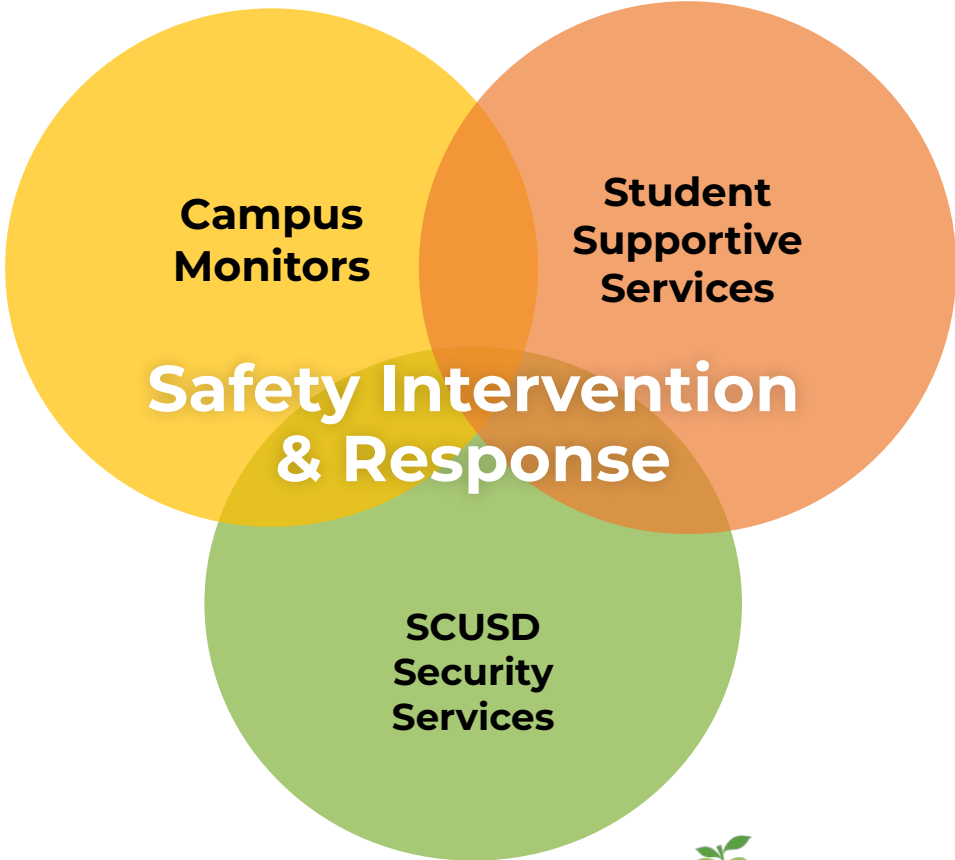 Campus
Monitors
Student
Supportive
Services
Safety Intervention
& Response
SCUSD
Security
Services